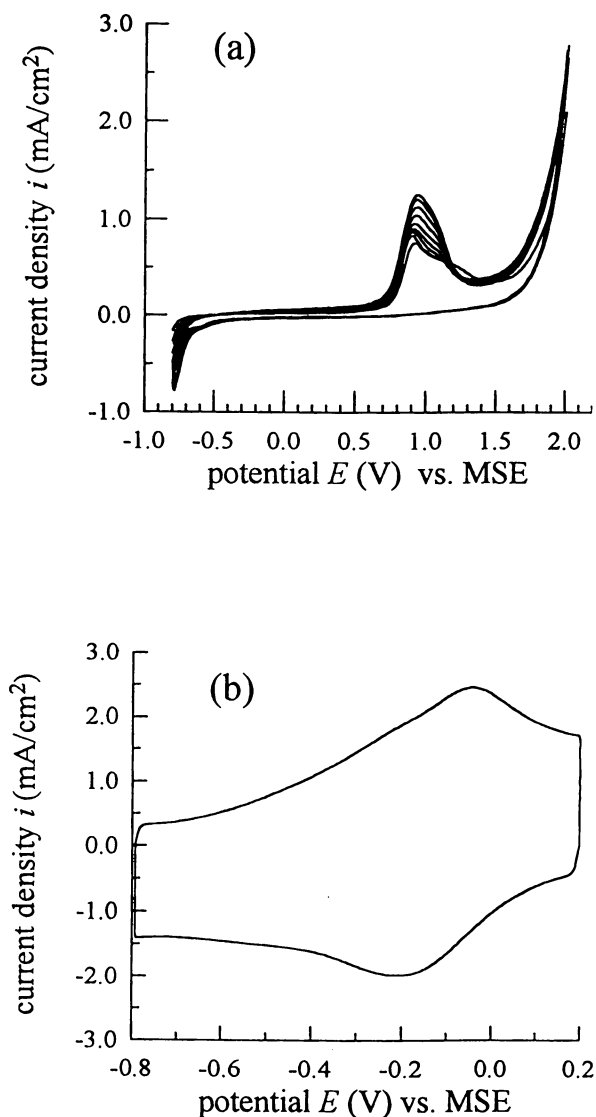 (a)
3.0
2.0
1.0
0.0
-1.0
current density i (mA/cm²)
-1.0 -0.5 0.0 0.5 1.0 1.5 2.0
potential E (V) vs. MSE
(b)
3.0
2.0
1.0
0.0
-1.0
-2.0
-3.0
current density i (mA/cm²)
-0.8 -0.6 -0.4 -0.2 0.0 0.2
potential E (V) vs. MSE